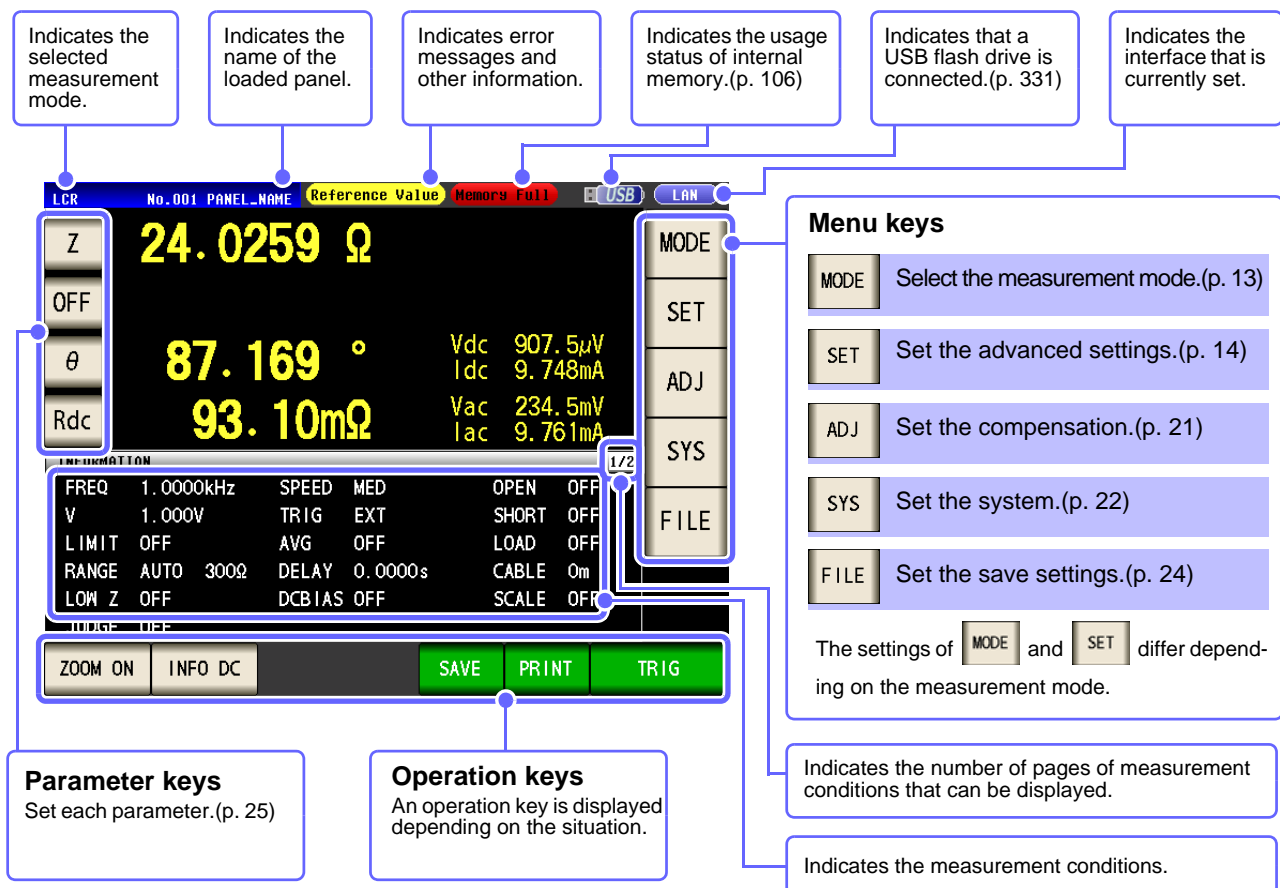 Indicates the
selected
measurement
mode.
Indicates the
name of the
loaded panel.
Indicates error
messages and
other information.
Indicates the usage
status of internal
memory.(p. 106)
Indicates that a
USB flash drive is
connected.(p. 331)
Indicates the
interface that is
currently set.
LCR No.001 PANEL_NAME Reference Value Memory Full USB LAN
Z 24.0259 Ω MODE
OFF SET
θ 87.169 ° Vdc 907.5μV
Idc 9.748mA ADJ
Rdc 93.10mΩ Vac 234.5mV
Iac 9.761mA SYS
INFORMATION 1/2
FREQ 1.0000kHz SPEED MED OPEN OFF
V 1.000V TRIG EXT SHORT OFF FILE
LIMIT OFF AVG OFF LOAD OFF
RANGE AUTO 300Ω DELAY 0.0000s CABLE 0m
LOW Z OFF DCBIAS OFF SCALE OFF
JUDGE OFF
ZOOM ON INFO DC SAVE PRINT TRIG
Menu keys
MODE Select the measurement mode.(p. 13)
SET Set the advanced settings.(p. 14)
ADJ Set the compensation.(p. 21)
SYS Set the system.(p. 22)
FILE Set the save settings.(p. 24)
The settings of MODE and SET differ depend-
ing on the measurement mode.
Parameter keys
Set each parameter.(p. 25)
Operation keys
An operation key is displayed
depending on the situation.
Indicates the number of pages of measurement
conditions that can be displayed.
Indicates the measurement conditions.